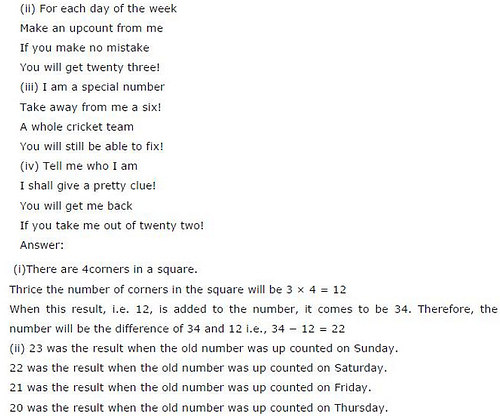 (ii) For each day of the week
Make an upcount from me
If you make no mistake
You will get twenty three!
(iii) I am a special number
Take away from me a six!
A whole cricket team
You will still be able to fix!
(iv) Tell me who I am
I shall give a pretty clue!
You will get me back
If you take me out of twenty two!
Answer:
(i)There are 4corners in a square.
Thrice the number of corners in the square will be 3 × 4 = 12
When this result, i.e. 12, is added to the number, it comes to be 34. Therefore, the
number will be the difference of 34 and 12 i.e., 34 − 12 = 22
(ii) 23 was the result when the old number was up counted on Sunday.
22 was the result when the old number was up counted on Saturday.
21 was the result when the old number was up counted on Friday.
20 was the result when the old number was up counted on Thursday.